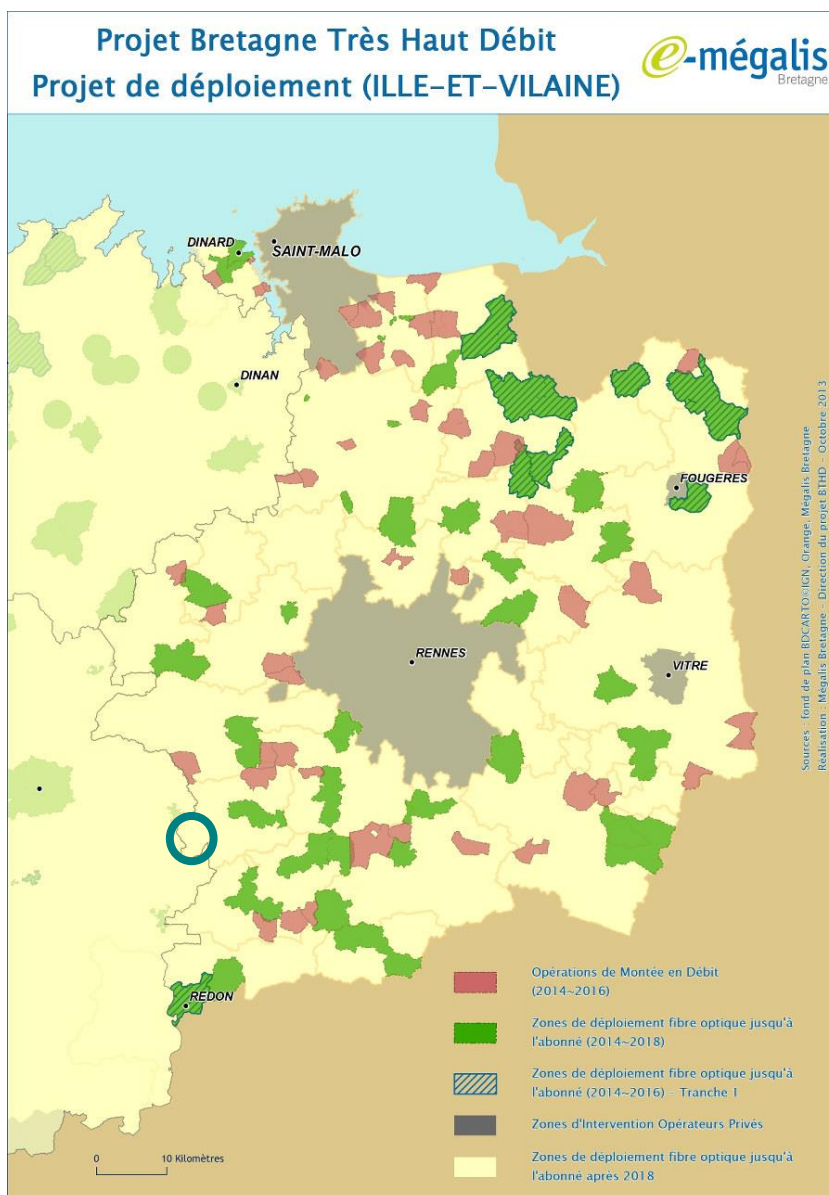 Projet Bretagne Très Haut Débit
Projet de déploiement (ILLE-ET-VILAINE)
e-mégalis
Bretagne
DINARD
SAINT-MALO
DINAN
FOUGERES
RENNES
VITRE
REDON
Sources : fond de plan BDCARTO®IGN, Orange, Mégalis Bretagne
Réalisation : Mégalis Bretagne - Direction du projet BTHD - Octobre 2013
Opérations de Montée en Débit
(2014~2016)
Zones de déploiement fibre optique jusqu'à
l'abonné (2014~2018)
Zones de déploiement fibre optique jusqu'à
l'abonné (2014~2016) - Tranche 1
Zones d'Intervention Opérateurs Privés
Zones de déploiement fibre optique jusqu'à
l'abonné après 2018
0 10 Kilomètres